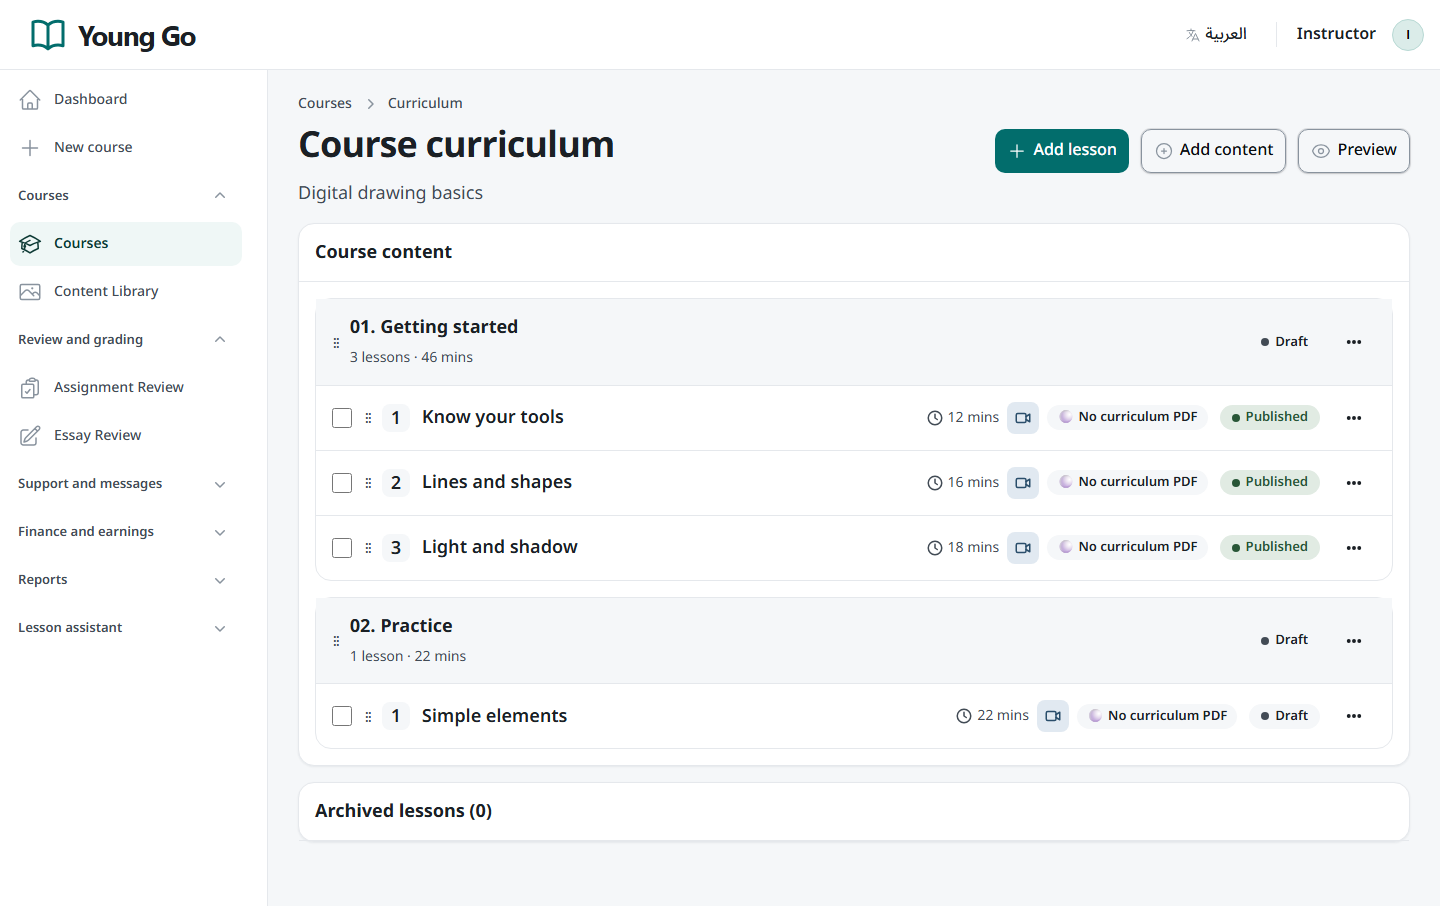 Young Go
العربية
Instructor
I
Dashboard
New course
Courses
Courses
Content Library
Review and grading
Assignment Review
Essay Review
Support and messages
Finance and earnings
Reports
Lesson assistant
Courses > Curriculum
Course curriculum
Digital drawing basics
Add lesson
Add content
Preview
Course content
01. Getting started
3 lessons · 46 mins
Draft
1 Know your tools 12 mins No curriculum PDF Published
2 Lines and shapes 16 mins No curriculum PDF Published
3 Light and shadow 18 mins No curriculum PDF Published
02. Practice
1 lesson · 22 mins
Draft
1 Simple elements 22 mins No curriculum PDF Draft
Archived lessons (0)